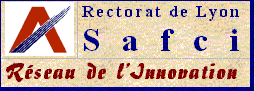 Rectorat de Lyon
Safci
Réseau de l'Innovation